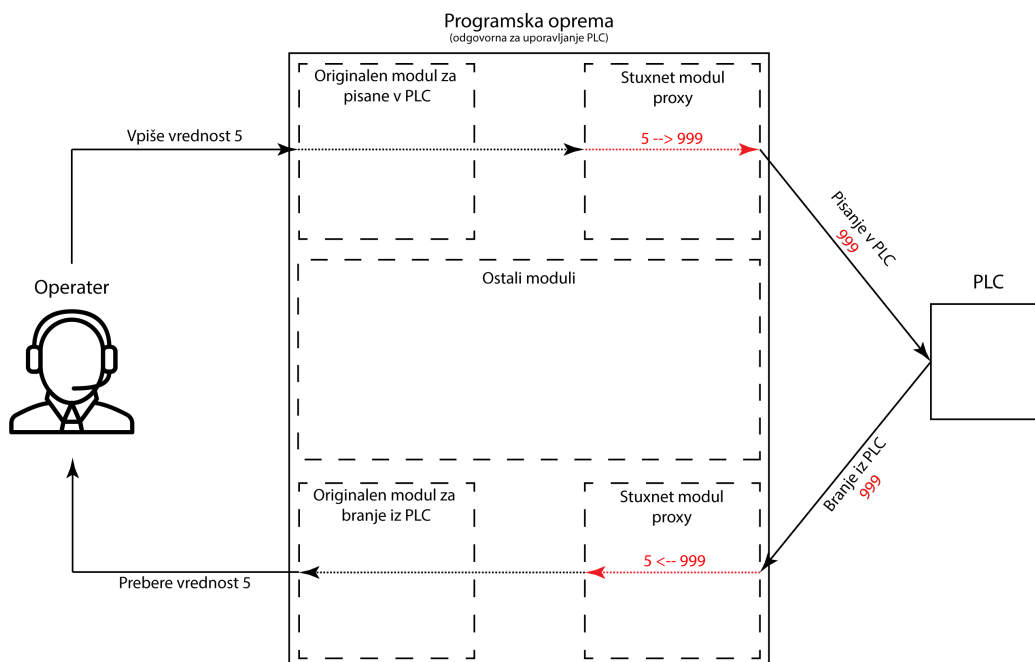 Programska oprema
(odgovorna za uporavljanje PLC)
Originalen modul za
pisane v PLC
Stuxnet modul
proxy
Vpiše vrednost 5
5 --> 999
Pisanje v PLC
999
Operater
Ostali moduli
PLC
Branje iz PLC
999
Originalen modul za
branje iz PLC
Stuxnet modul
proxy
5 <-- 999
Prebere vrednost 5